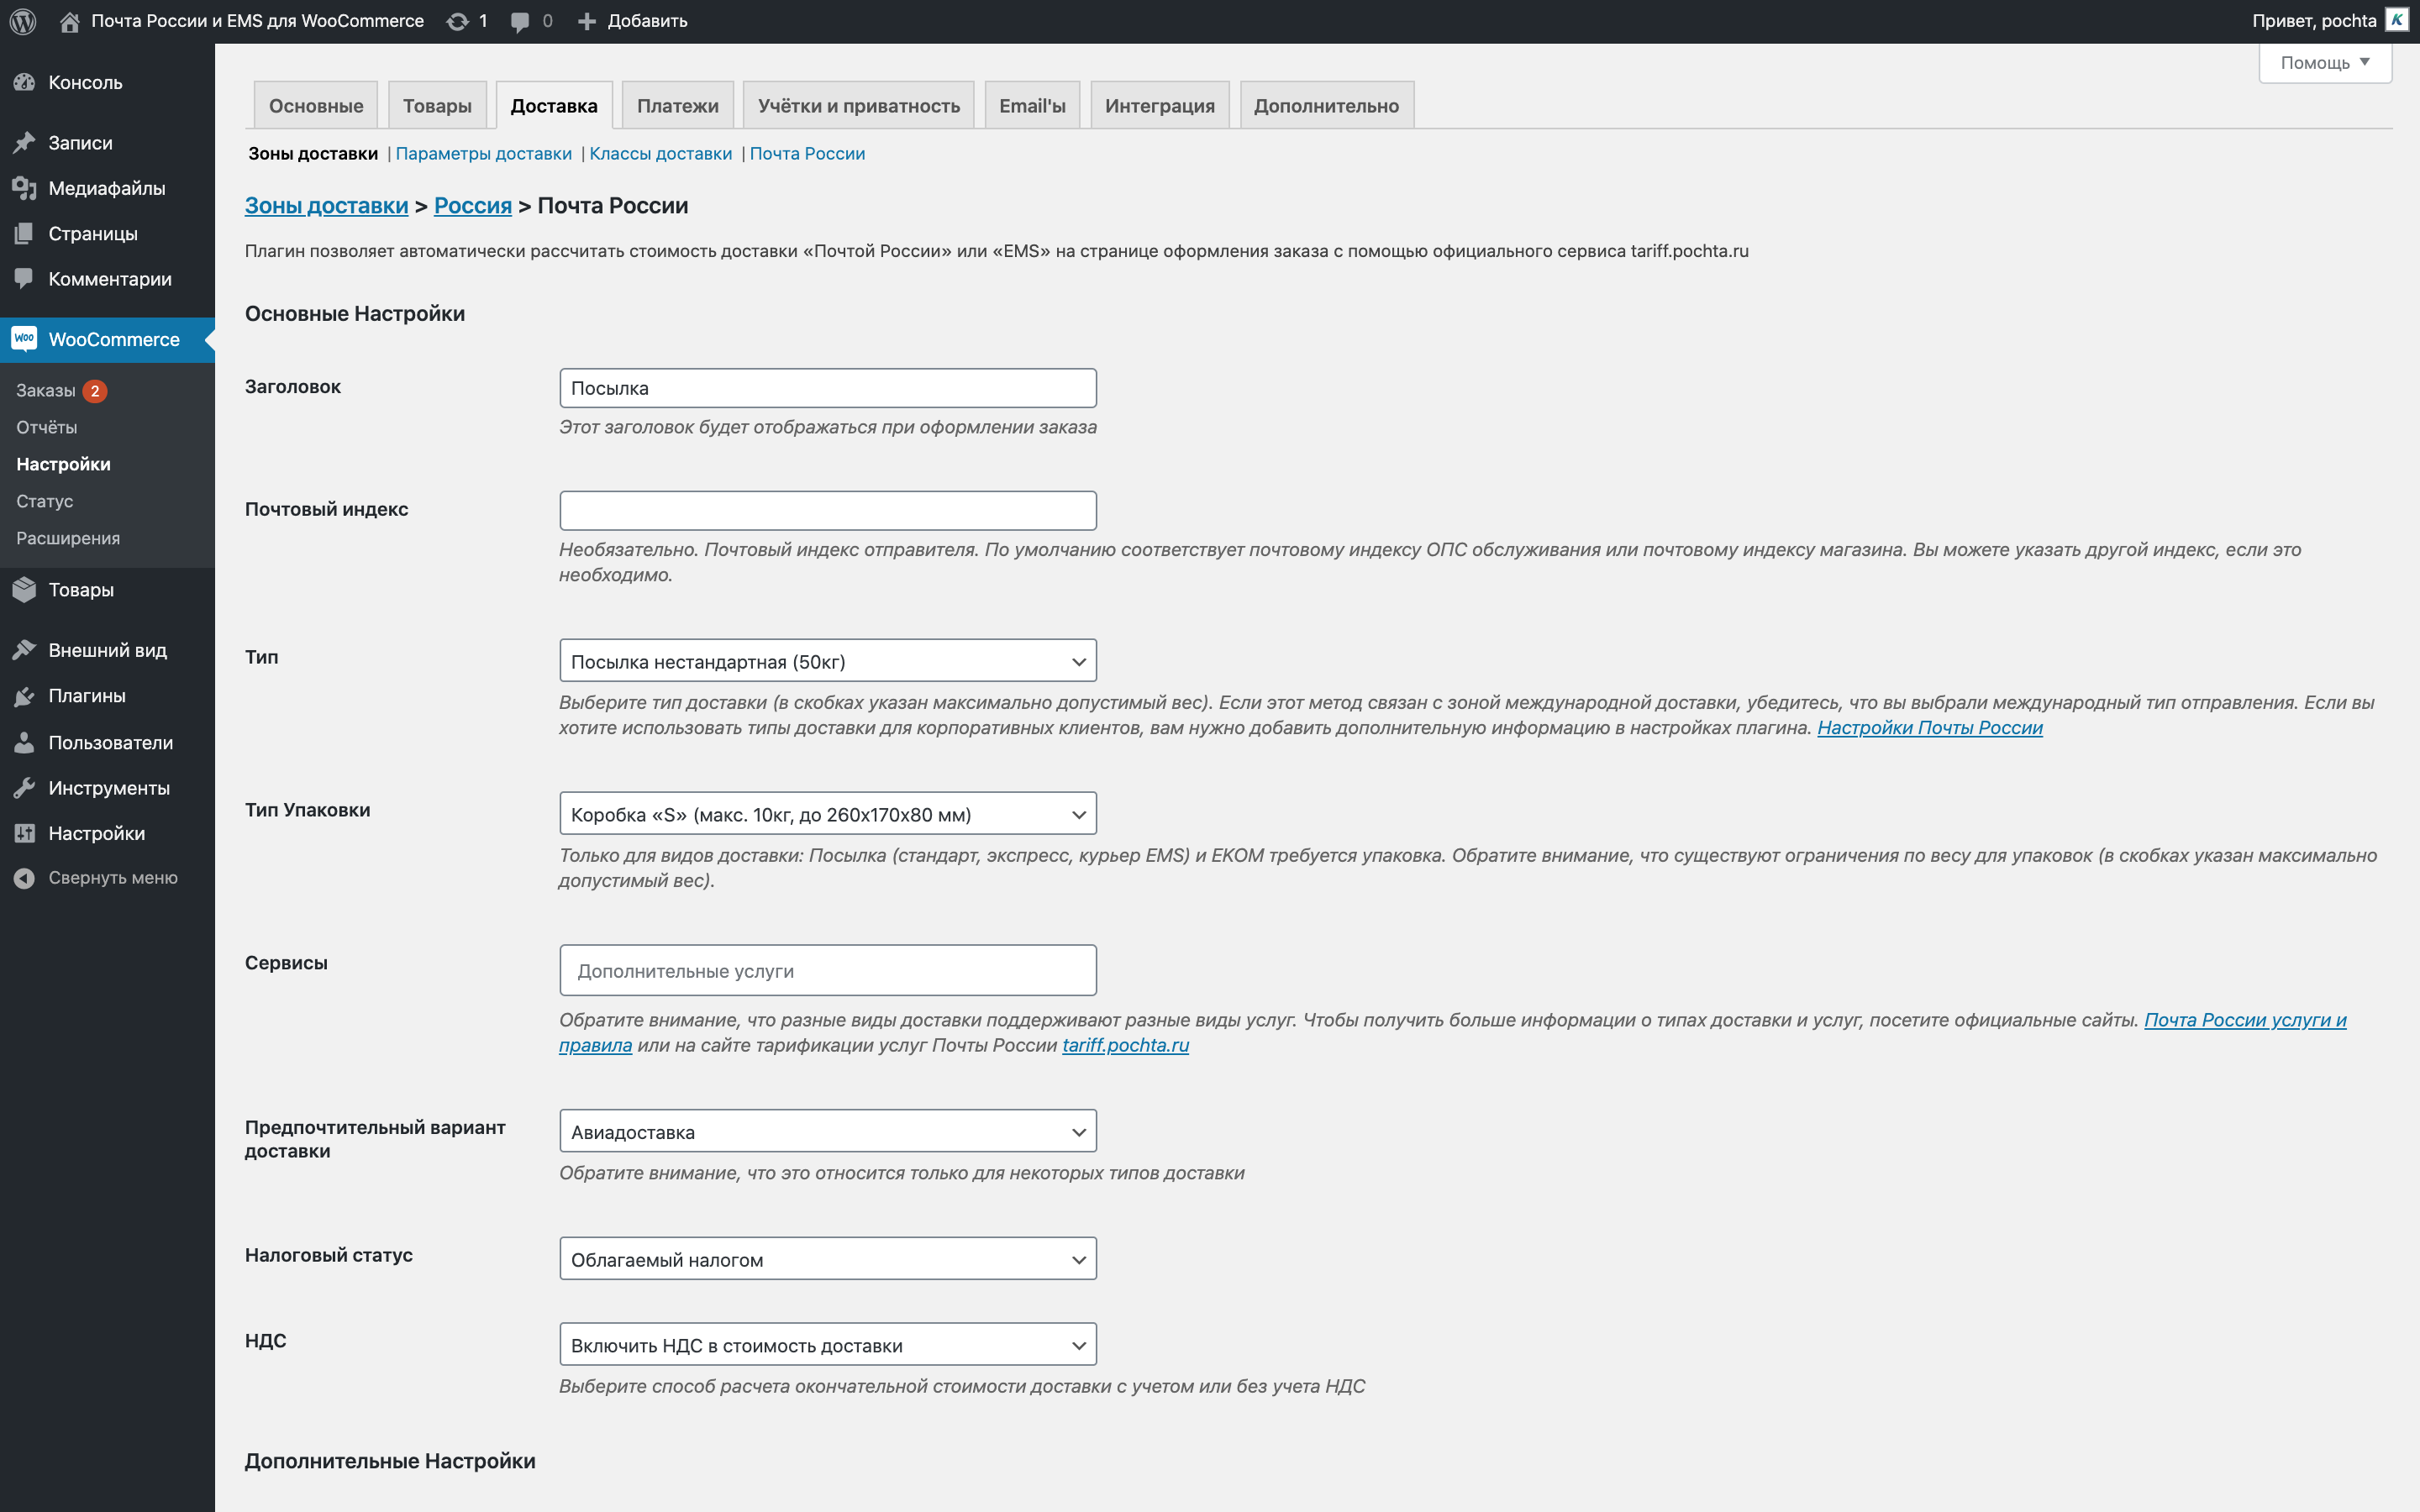 Почта России и EMS для WooCommerce 1 0 Добавить Привет, pochta
Помощь
Консоль
Записи
Медиафайлы
Страницы
Комментарии
WooCommerce
Заказы 2
Отчёты
Настройки
Статус
Расширения
Товары
Внешний вид
Плагины
Пользователи
Инструменты
Настройки
Свернуть меню
Основные Товары Доставка Платежи Учётки и приватность Email'ы Интеграция Дополнительно
Зоны доставки | Параметры доставки | Классы доставки | Почта России
Зоны доставки > Россия > Почта России
Плагин позволяет автоматически рассчитать стоимость доставки «Почтой России» или «EMS» на странице оформления заказа с помощью официального сервиса tariff.pochta.ru
Основные Настройки
Заголовок
Посылка
Этот заголовок будет отображаться при оформлении заказа
Почтовый индекс
Необязательно. Почтовый индекс отправителя. По умолчанию соответствует почтовому индексу ОПС обслуживания или почтовому индексу магазина. Вы можете указать другой индекс, если это
необходимо.
Тип
Посылка нестандартная (50кг)
Выберите тип доставки (в скобках указан максимально допустимый вес). Если этот метод связан с зоной международной доставки, убедитесь, что вы выбрали международный тип отправления. Если вы
хотите использовать типы доставки для корпоративных клиентов, вам нужно добавить дополнительную информацию в настройках плагина. Настройки Почты России
Тип Упаковки
Коробка «S» (макс. 10кг, до 260х170х80 мм)
Только для видов доставки: Посылка (стандарт, экспресс, курьер EMS) и EKOM требуется упаковка. Обратите внимание, что существуют ограничения по весу для упаковок (в скобках указан максимально
допустимый вес).
Сервисы
Дополнительные услуги
Обратите внимание, что разные виды доставки поддерживают разные виды услуг. Чтобы получить больше информации о типах доставки и услуг, посетите официальные сайты. Почта России услуги и
правила или на сайте тарификации услуг Почты России tariff.pochta.ru
Предпочтительный вариант
доставки
Авиадоставка
Обратите внимание, что это относится только для некоторых типов доставки
Налоговый статус
Облагаемый налогом
НДС
Включить НДС в стоимость доставки
Выберите способ расчета окончательной стоимости доставки с учетом или без учета НДС
Дополнительные Настройки